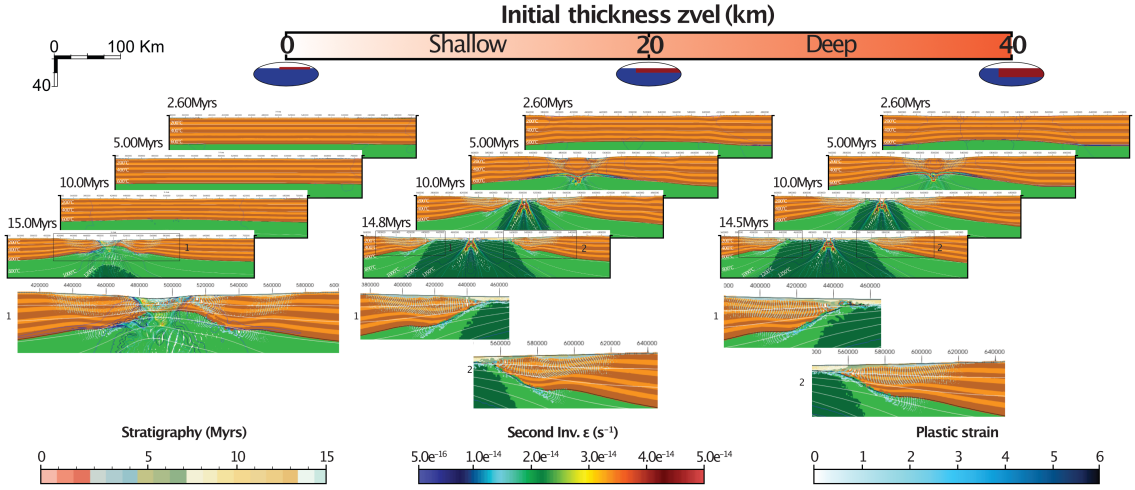 Initial thickness zvel (km)
0 100 Km
40
0 Shallow 20 Deep 40
2.60Myrs 2.60Myrs 2.60Myrs
5.00Myrs 5.00Myrs 5.00Myrs
10.0Myrs 10.0Myrs 10.0Myrs
15.0Myrs 14.8Myrs 14.5Myrs
1 1 2 1 2
420000 440000 460000 480000 500000 520000 540000 560000 580000
380000 400000 420000 440000 460000
400000 420000 440000 460000
1 1 1
560000 580000 600000 620000 640000
560000 580000 600000 620000 640000
2 2
Stratigraphy (Myrs) Second Inv. ε (s⁻¹) Plastic strain
0 5 10 15
5.0e⁻¹⁶ 1.0e⁻¹⁴ 2.0e⁻¹⁴ 3.0e⁻¹⁴ 4.0e⁻¹⁴ 5.0e⁻¹⁴
0 1 2 3 4 5 6